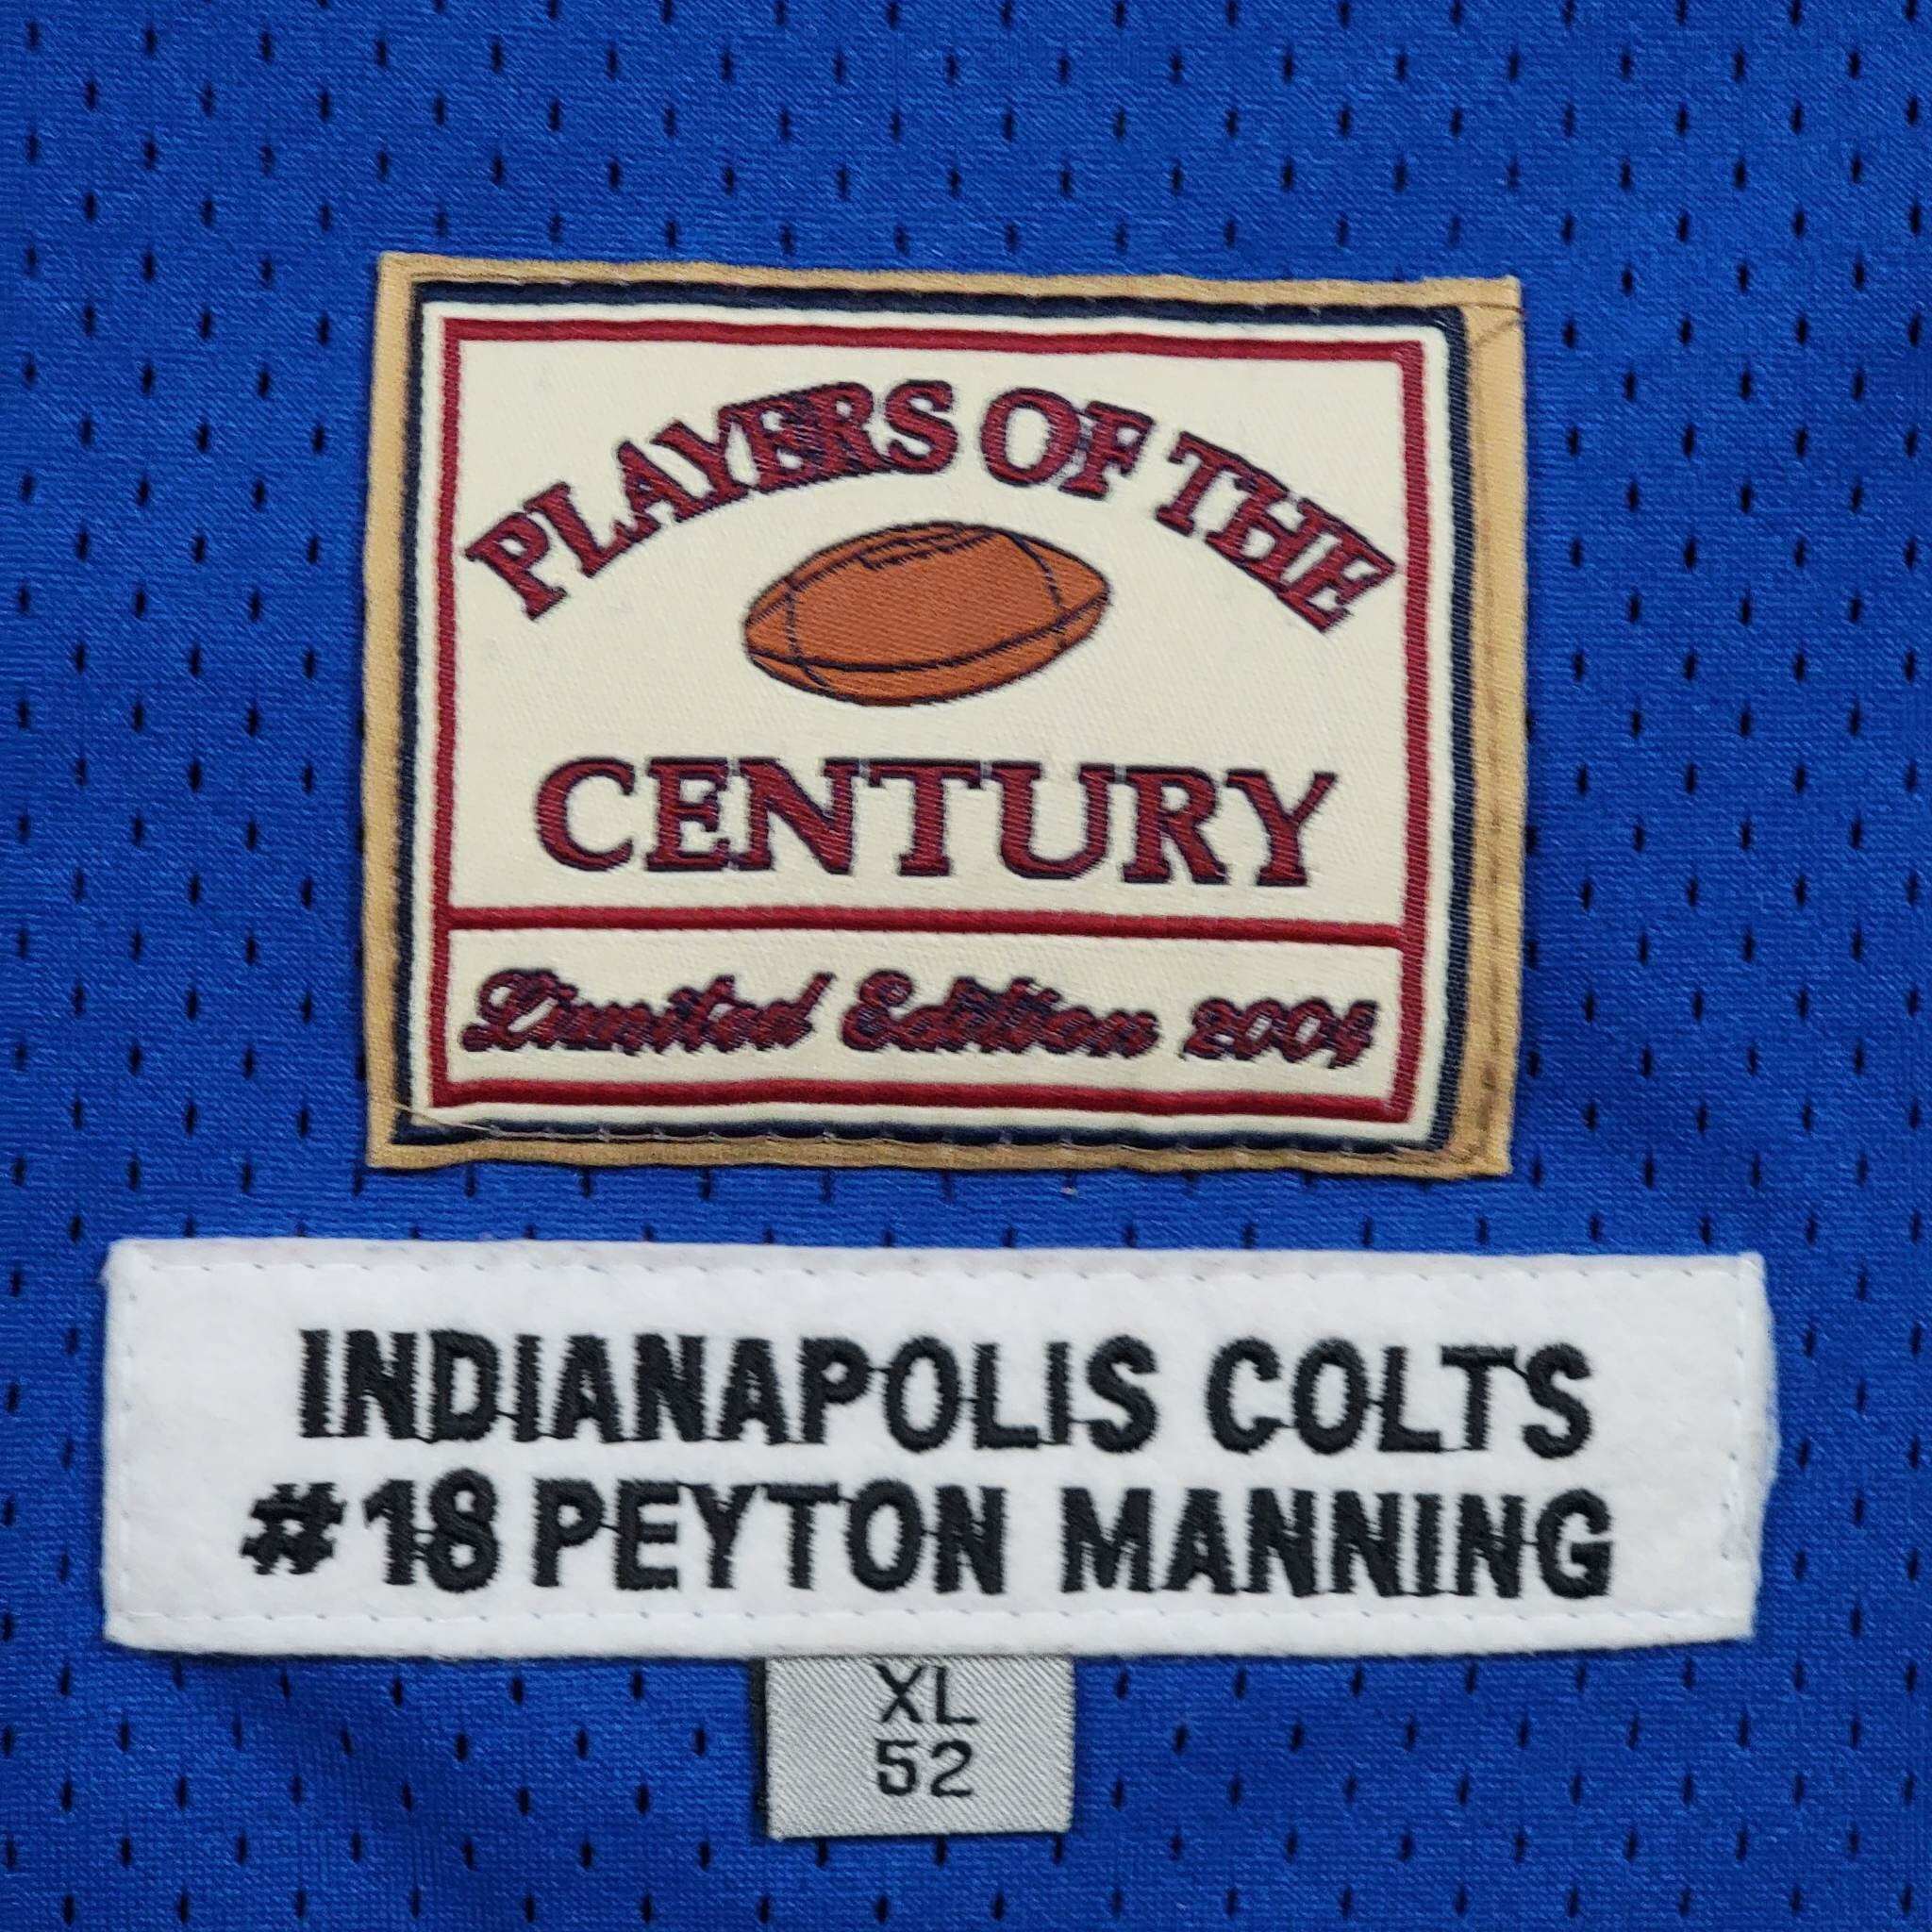 PLAYERS OF THE
CENTURY
Limited Edition 2004
INDIANAPOLIS COLTS
#18 PEYTON MANNING
XL
52